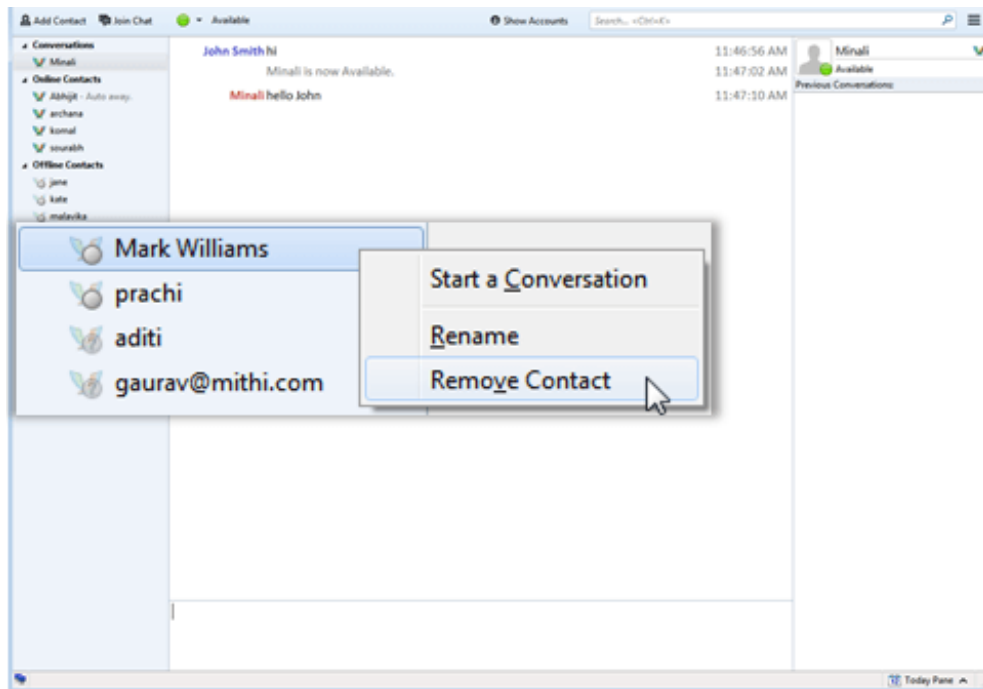 Add Contact Join Chat Available Show Accounts Search... <Ctrl+K>
Conversations
Minali
Online Contacts
Abhijit - Auto away.
archana
komal
sourabh
Offline Contacts
jane
kate
malavika
John Smith hi 11:46:56 AM
Minali is now Available. 11:47:02 AM
Minali hello John 11:47:10 AM
Minali
Available
Previous Conversations:
Mark Williams
prachi
aditi
gaurav@mithi.com
Start a Conversation
Rename
Remove Contact
Today Pane